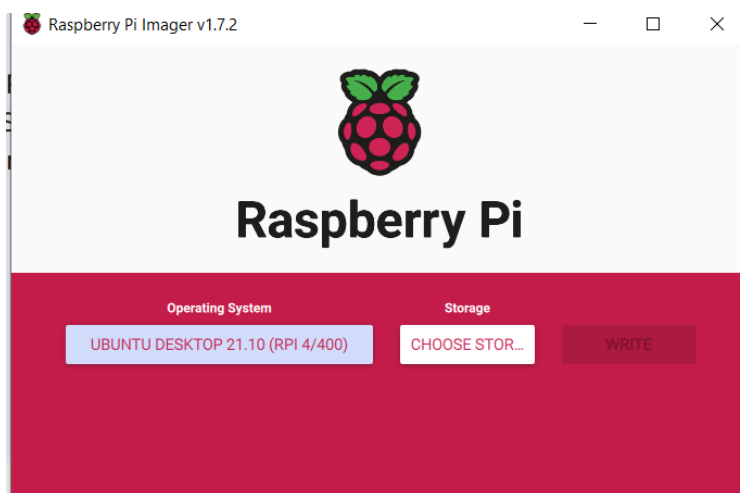 Raspberry Pi Imager v1.7.2
Raspberry Pi
Operating System
Storage
UBUNTU DESKTOP 21.10 (RPI 4/400)
CHOOSE STOR...
WRITE